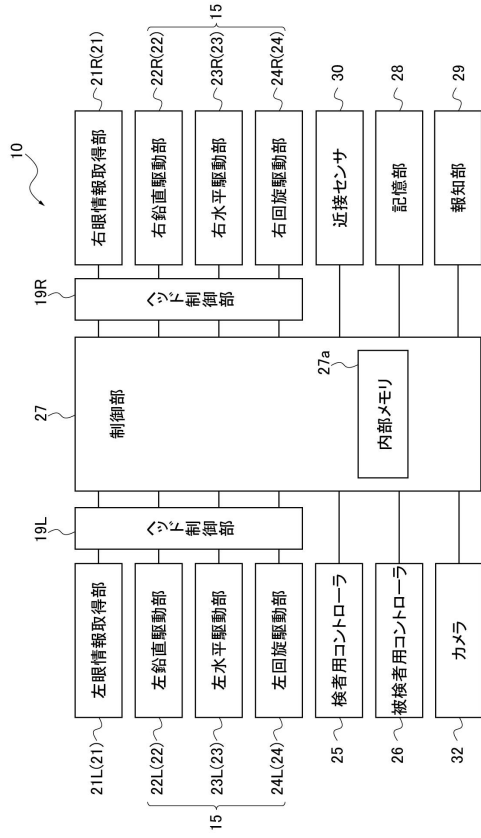 10
15
21R(21)
22R(22)
23R(23)
24R(24)
30
28
29
右眼情報取得部
右鉛直駆動部
右水平駆動部
右回旋駆動部
近接センサ
記憶部
報知部
19R
ヘッド制御部
27
制御部
27a
内部メモリ
19L
ヘッド制御部
左眼情報取得部
左鉛直駆動部
左水平駆動部
左回旋駆動部
検者用コントローラ
被検者用コントローラ
カメラ
21L(21)
22L(22)
23L(23)
24L(24)
25
26
32
15